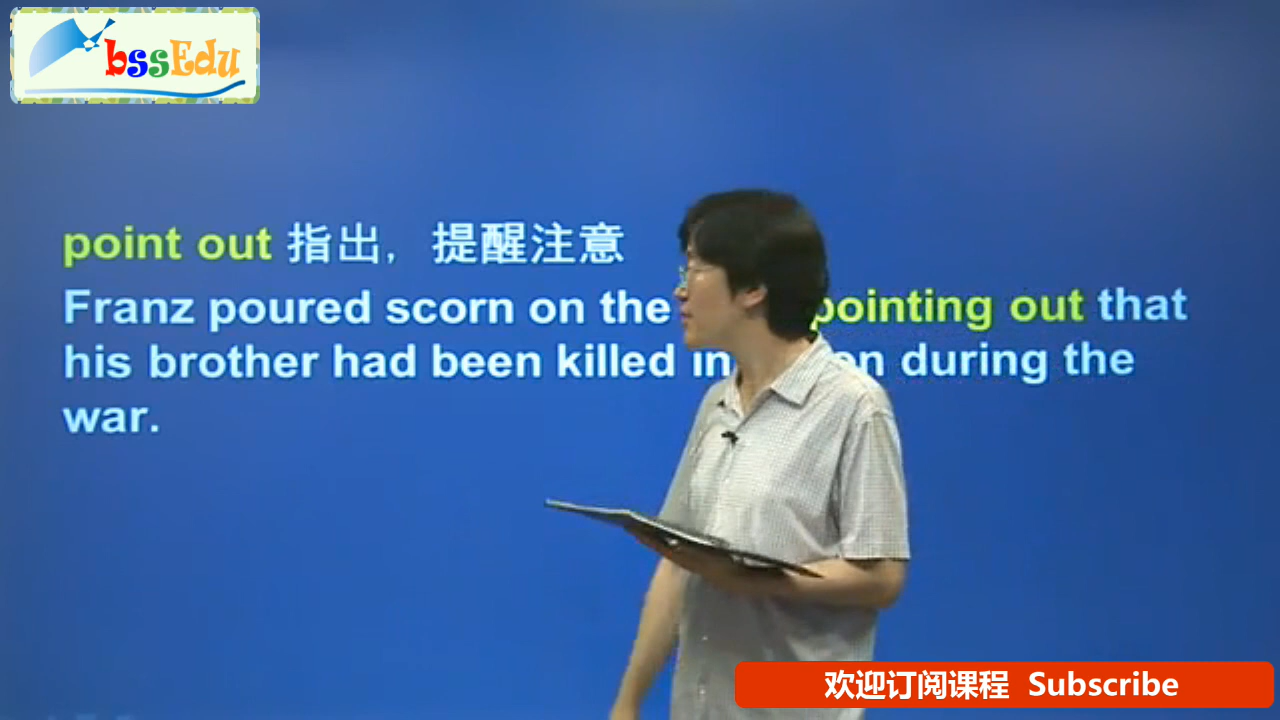 bssEdu
point out 指出，提醒注意
Franz poured scorn on the pointing out that
his brother had been killed in during the
war.
欢迎订阅课程 Subscribe